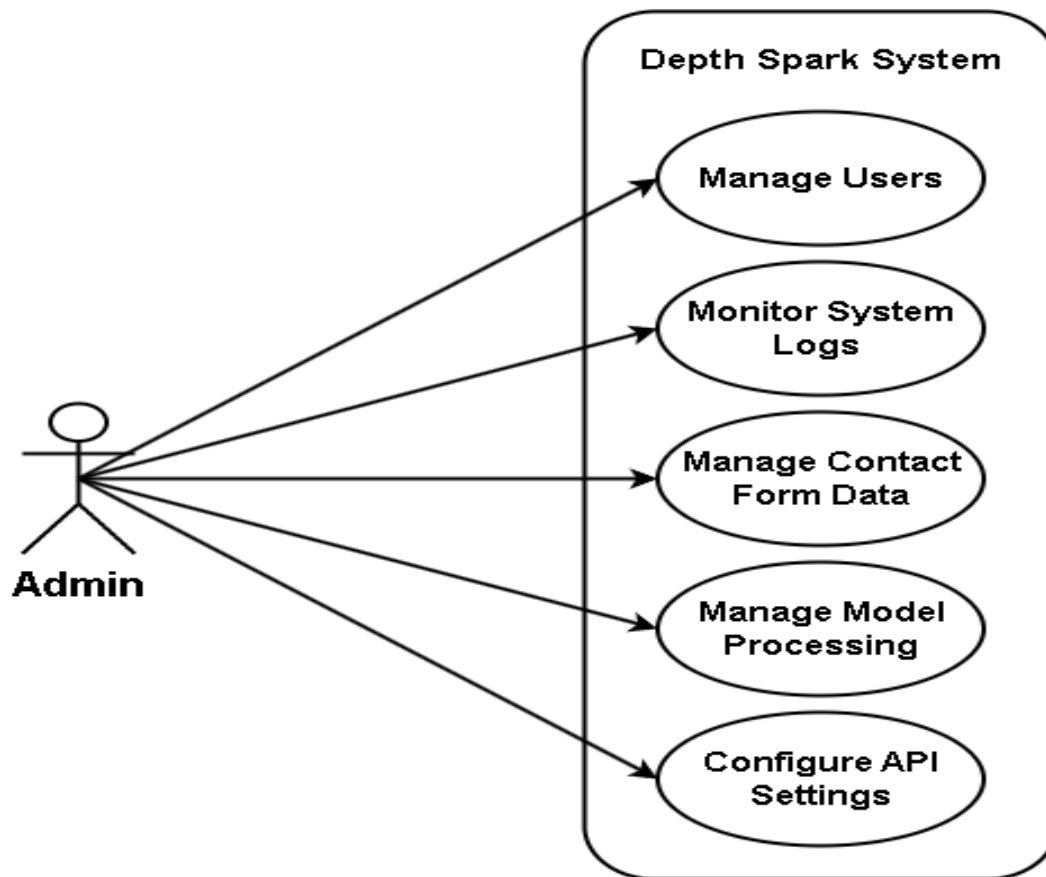 Depth Spark System
Manage Users
Monitor System
Logs
Manage Contact
Form Data
Manage Model
Processing
Configure API
Settings
Admin